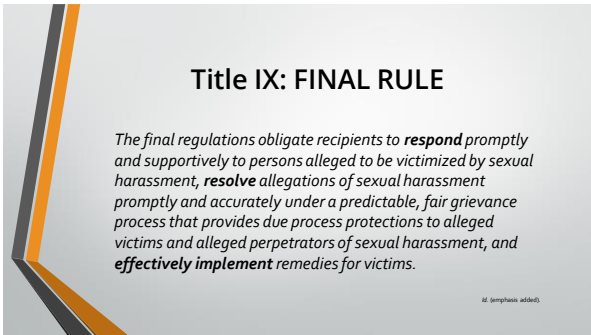 Title IX: FINAL RULE
The final regulations obligate recipients to respond promptly
and supportively to persons alleged to be victimized by sexual
harassment, resolve allegations of sexual harassment
promptly and accurately under a predictable, fair grievance
process that provides due process protections to alleged
victims and alleged perpetrators of sexual harassment, and
effectively implement remedies for victims.
Id. (emphasis added).